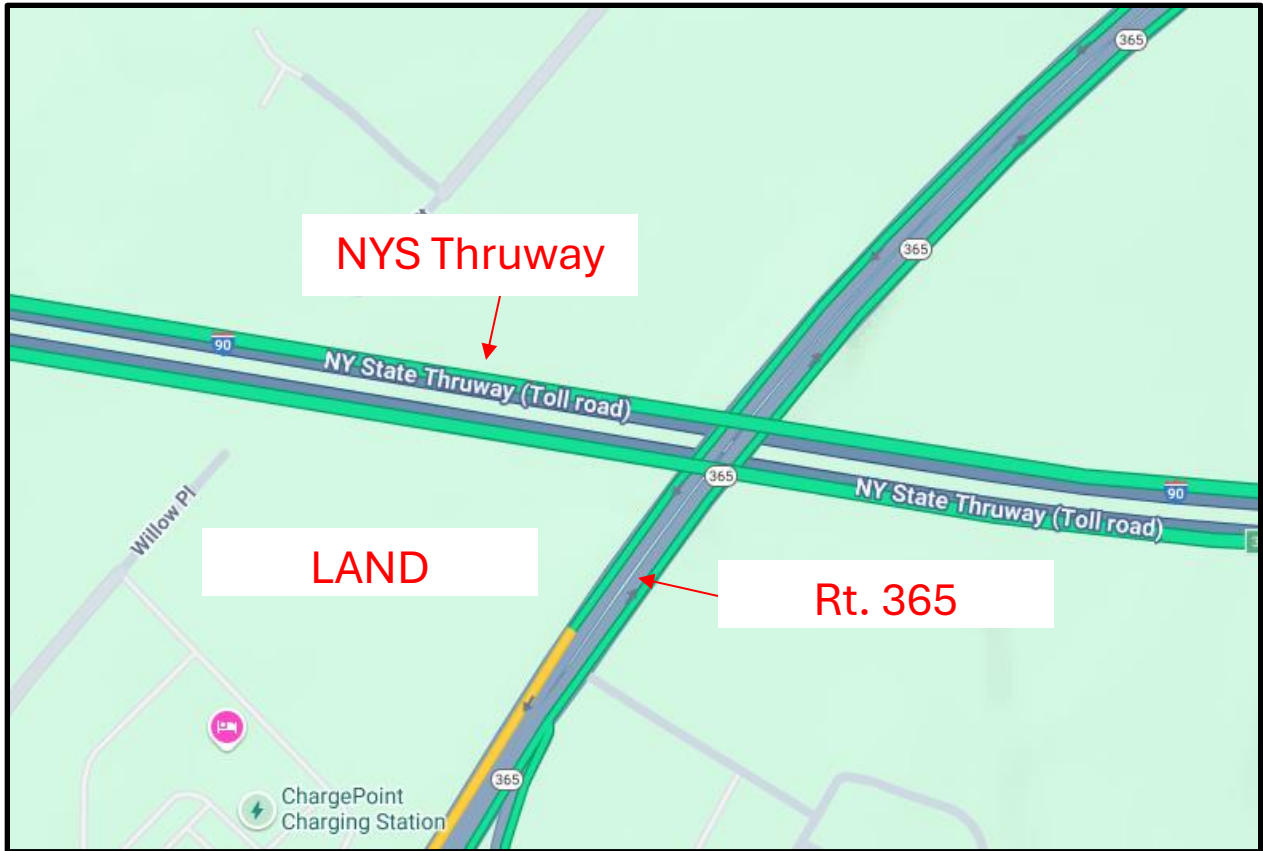 365
NYS Thruway
365
90
NY State Thruway (Toll road)
365
NY State Thruway (Toll road)
90
Willow Pl
LAND
Rt. 365
365
ChargePoint
Charging Station